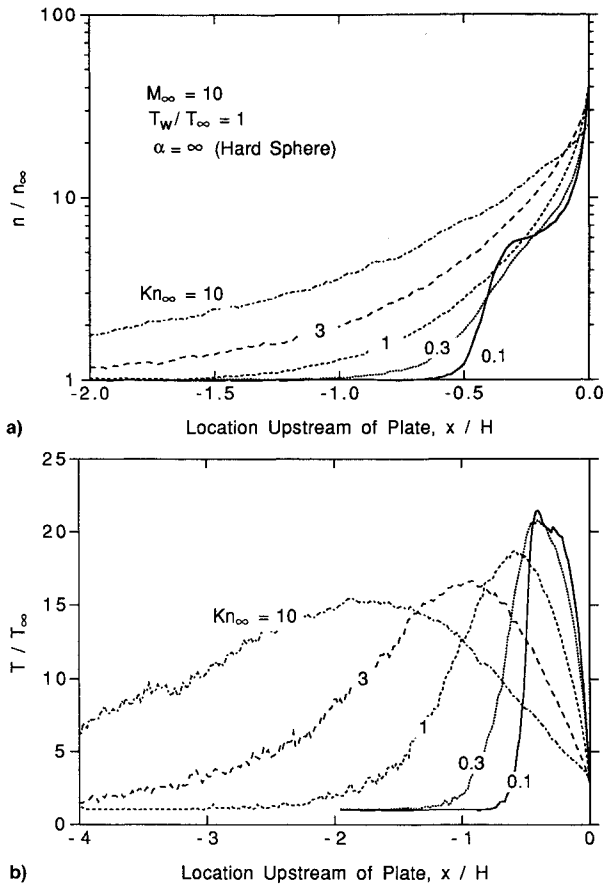 a)
n / n∞
100
10
1
M∞ = 10
Tw / T∞ = 1
α = ∞ (Hard Sphere)
Kn∞ = 10
3
1
0.3
0.1
-2.0 -1.5 -1.0 -0.5 0.0
Location Upstream of Plate, x / H
b)
T / T∞
25
20
15
10
5
0
Kn∞ = 10
3
1
0.3
0.1
-4 -3 -2 -1 0
Location Upstream of Plate, x / H